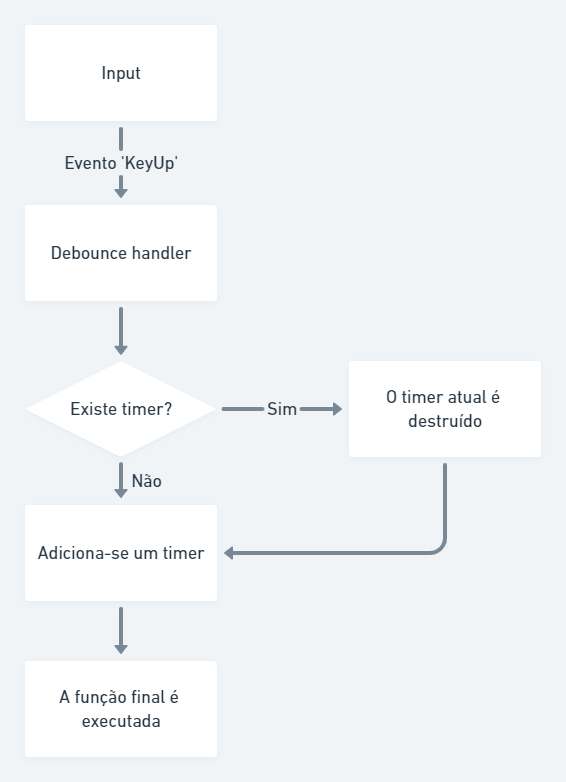 Input
Evento 'KeyUp'
Debounce handler
Existe timer?
Sim
O timer atual é
destruído
Não
Adiciona-se um timer
A função final é
executada